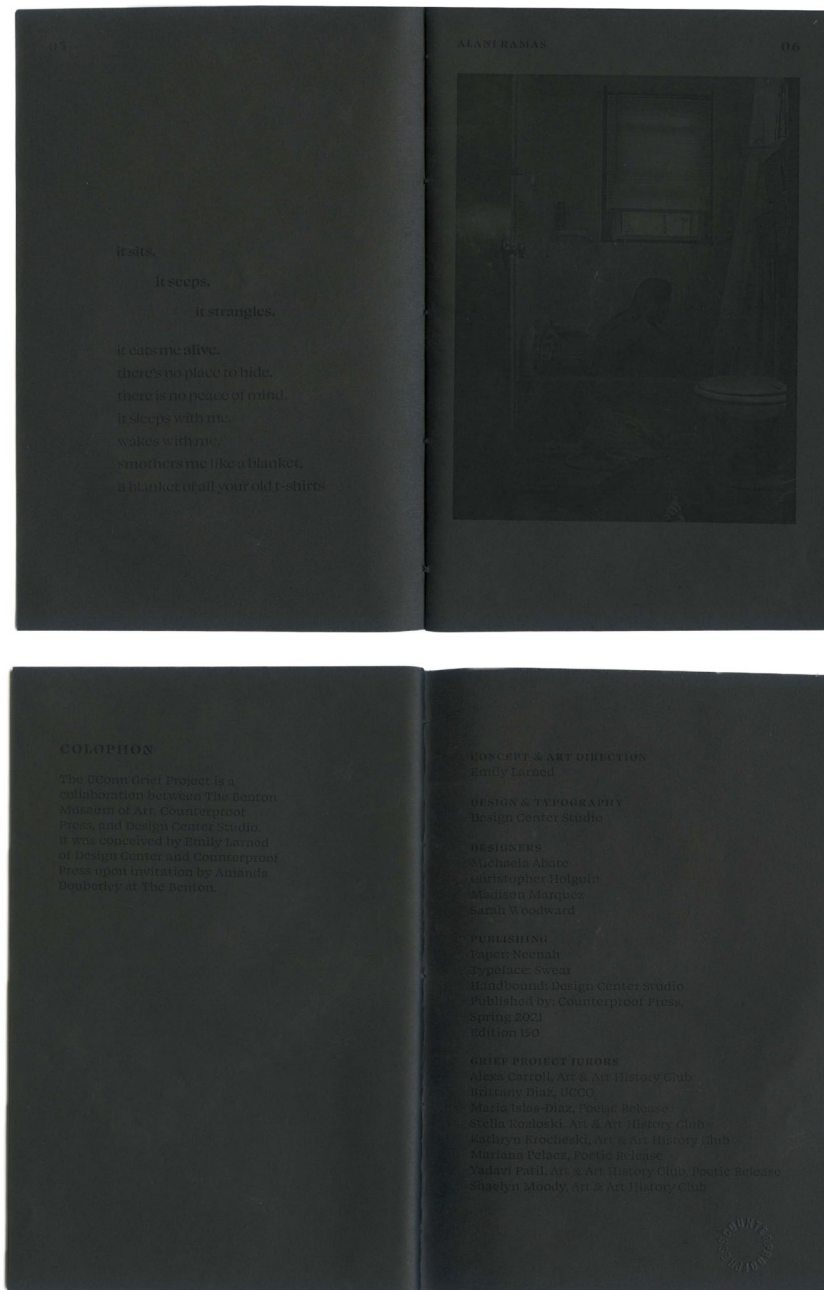 05
it sits.
it seeps.
it strangles.
it eats me alive.
there's no place to hide.
there is no peace of mind.
it sleeps with me,
wakes with me,
smothers me like a blanket,
a blanket of all your old t-shirts
ALANI RAMAS
06
COLOPHON
The UConn Grief Project is a
collaboration between The Benton
Museum of Art, Counterproof
Press, and Design Center Studio.
It was conceived by Emily Larned
of Design Center and Counterproof
Press upon invitation by Amanda
Douberley at The Benton.
CONCEPT & ART DIRECTION
Emily Larned
DESIGN & TYPOGRAPHY
Design Center Studio
DESIGNERS
Michaela Abate
Christopher Holguin
Madison Marquez
Sarah Woodward
PUBLISHING
Paper: Neenah
Typeface: Swear
Handbound: Design Center Studio
Published by: Counterproof Press,
Spring 2021
Edition 150
GRIEF PROJECT JURORS
Alexa Carroll, Art & Art History Club
Brittany Diaz, UCCO
Maria Islas-Diaz, Poetic Release
Stella Kozloski, Art & Art History Club
Kathryn Krocheski, Art & Art History Club
Mariana Pelaez, Poetic Release
Yadavi Patil, Art & Art History Club, Poetic Release
Moody, Art & Art History Club
COUNTERPROOF PRESS